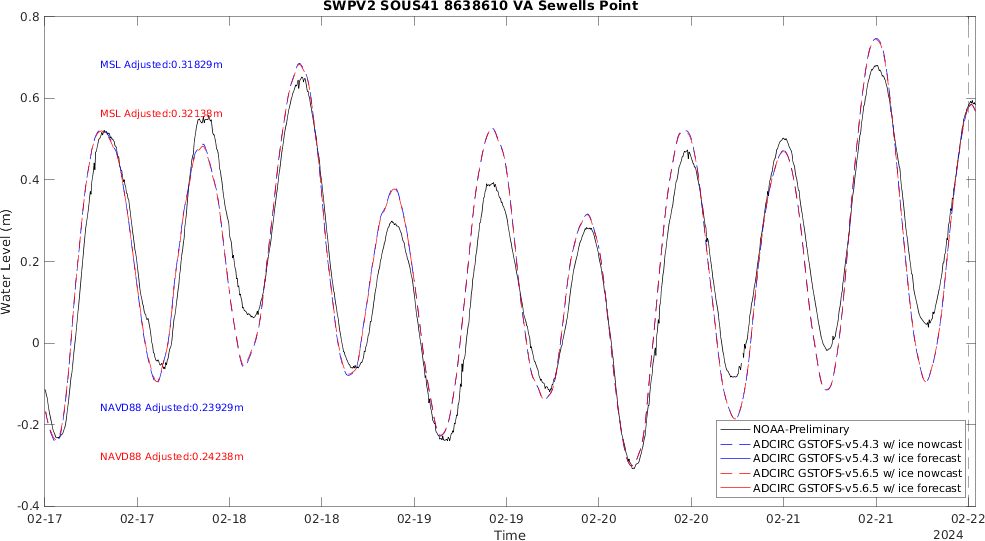 SWPV2 SOUS41 8638610 VA Sewells Point
0.8
MSL Adjusted:0.31829m
0.6
MSL Adjusted:0.32138m
0.4
0.2
Water Level (m)
0
NAVD88 Adjusted:0.23929m
-0.2
NOAA-Preliminary
ADCIRC GSTOFS-v5.4.3 w/ ice nowcast
NAVD88 Adjusted:0.24238m
ADCIRC GSTOFS-v5.4.3 w/ ice forecast
ADCIRC GSTOFS-v5.6.5 w/ ice nowcast
ADCIRC GSTOFS-v5.6.5 w/ ice forecast
-0.4
02-17 02-17 02-18 02-18 02-19 02-19 02-20 02-20 02-21 02-21 02-22
Time
2024